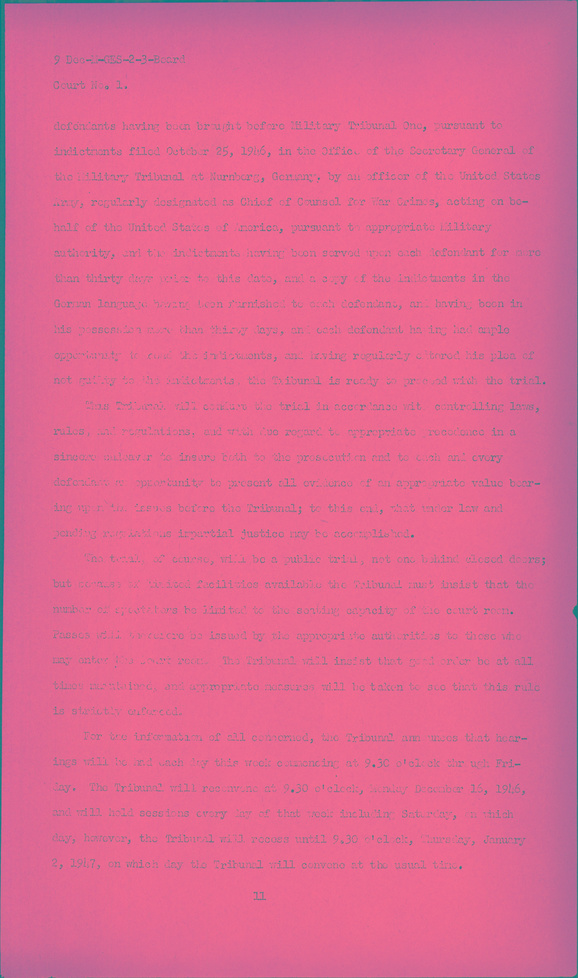 9 Dec-M-GES-2-3-Beard
Court No. 1.
defendants having been brought before Military Tribunal One, pursuant to
indictments filed October 25, 1946, in the Office of the Secretary General of
the Military Tribunal at Nurnberg, Germany, by an officer of the United States
Army, regularly designated as Chief of Counsel for War Crimes, acting on be-
half of the United States of America, pursuant to appropriate Military
authority, and the indictments having been served upon each defendant for more
than thirty days prior to this date, and a copy of the indictments in the
German language having been furnished to each defendant, and having been in
his possession more than thirty days, and each defendant having had ample
opportunity to read the indictments, and having regularly entered his plea of
not guilty to the indictments, the Tribunal is ready to proceed with the trial.
This Tribunal will conduct the trial in accordance with controlling laws,
rules, and regulations, and with due regard to appropriate precedence in a
sincere endeavor to insure both to the prosecution and to each and every
defendant an opportunity to present all evidence of an appropriate value bear-
ing upon the issues before the Tribunal; to this end, that under law and
pending regulations impartial justice may be accomplished.
The trial, of course, will be a public trial, not one behind closed doors;
but because of limited facilities available the Tribunal must insist that the
number of spectators be limited to the seating capacity of the court room.
Passes will therefore be issued by the appropriate authorities to those who
may enter the court room. The Tribunal will insist that good order be at all
times maintained, and appropriate measures will be taken to see that this rule
is strictly enforced.
For the information of all concerned, the Tribunal announces that hear-
ings will be held each day this week commencing at 9.30 o'clock through Fri-
day. The Tribunal will reconvene at 9.30 o'clock, Monday December 16, 1946,
and will hold sessions every day of that week including Saturday, on which
day, however, the Tribunal will recess until 9.30 o'clock, Thursday, January
2, 1947, on which day the Tribunal will convene at the usual time.
11